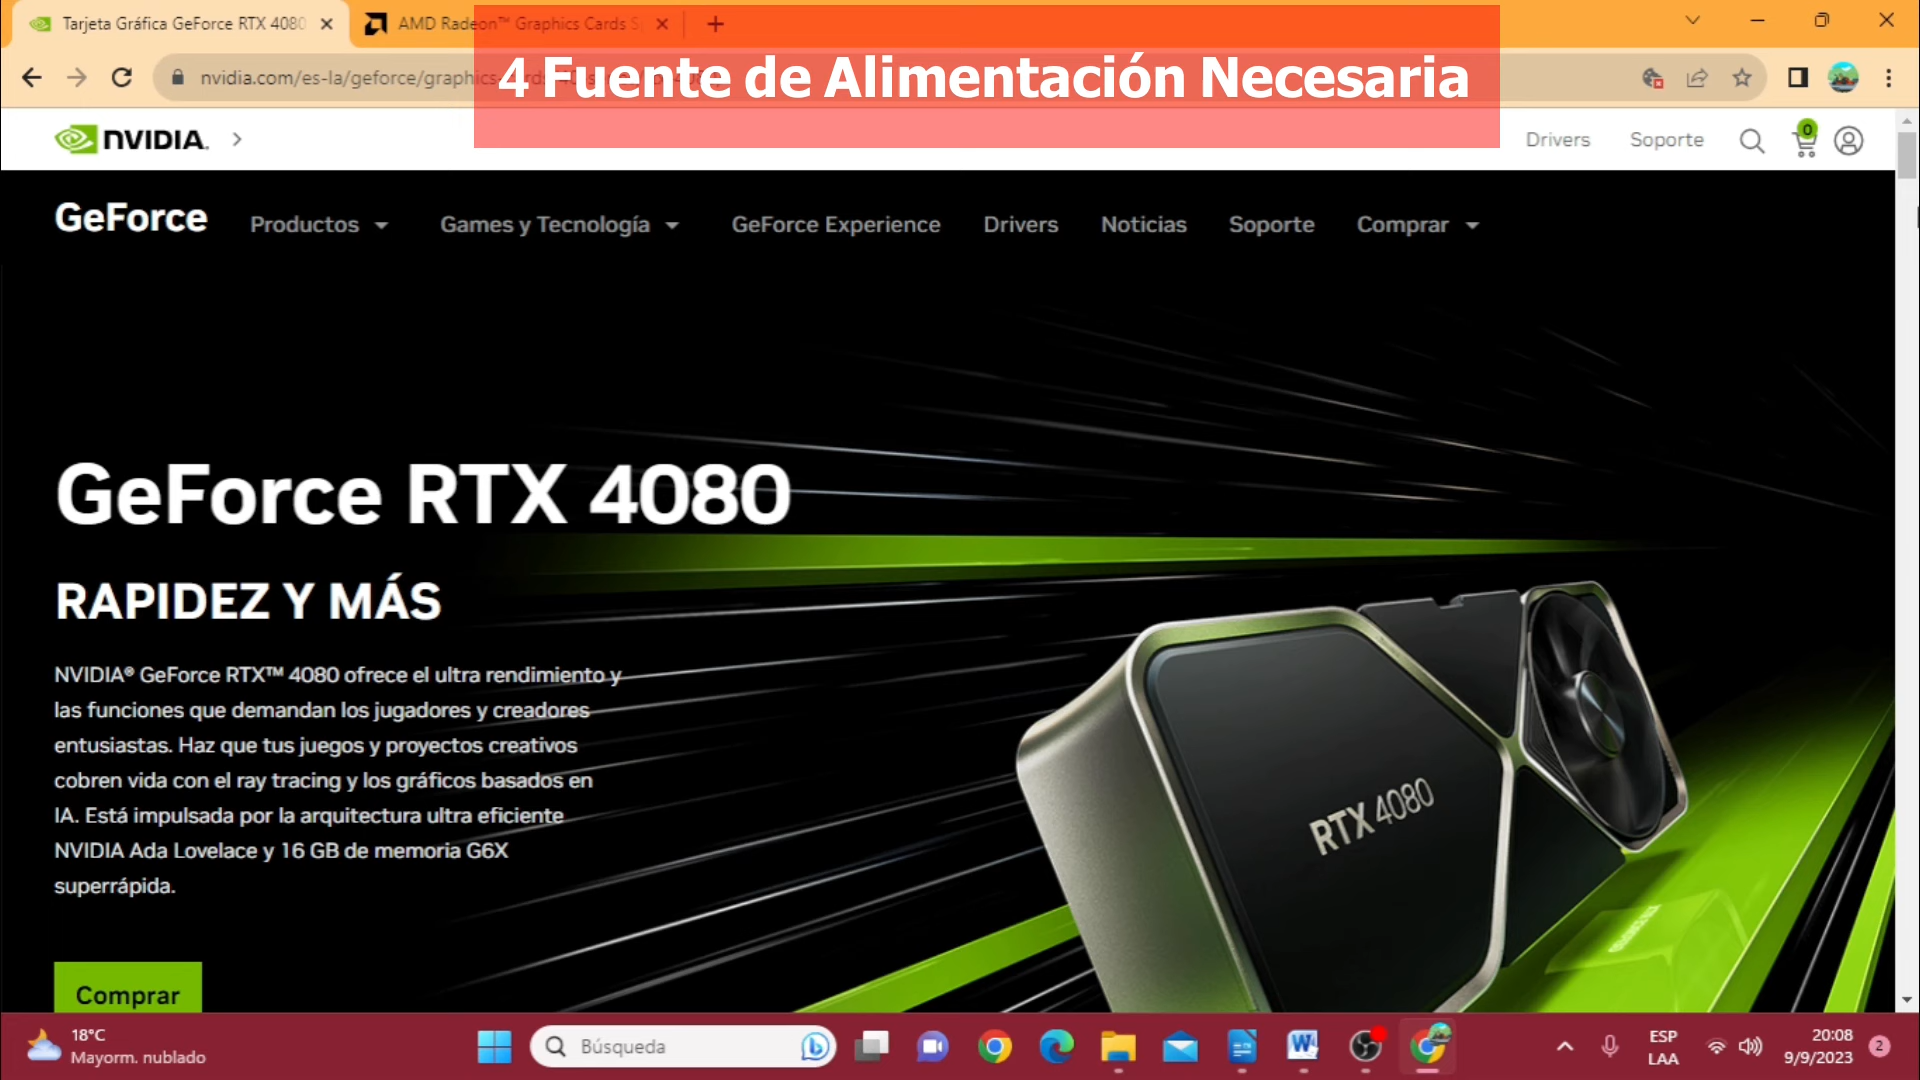 Tarjeta Gráfica GeForce RTX 4080
AMD Radeon™ Graphics Cards S
4 Fuente de Alimentación Necesaria
nvidia.com/es-la/geforce/graphics-cards
NVIDIA.
Drivers
Soporte
0
GeForce
Productos
Games y Tecnología
GeForce Experience
Drivers
Noticias
Soporte
Comprar
GeForce RTX 4080
RAPIDEZ Y MÁS
NVIDIA® GeForce RTX™ 4080 ofrece el ultra rendimiento y
las funciones que demandan los jugadores y creadores
entusiastas. Haz que tus juegos y proyectos creativos
cobren vida con el ray tracing y los gráficos basados en
IA. Está impulsada por la arquitectura ultra eficiente
NVIDIA Ada Lovelace y 16 GB de memoria G6X
superrápida.
RTX 4080
Comprar
18°C
Mayorm. nublado
Búsqueda
ESP
LAA
20:08
9/9/2023
2